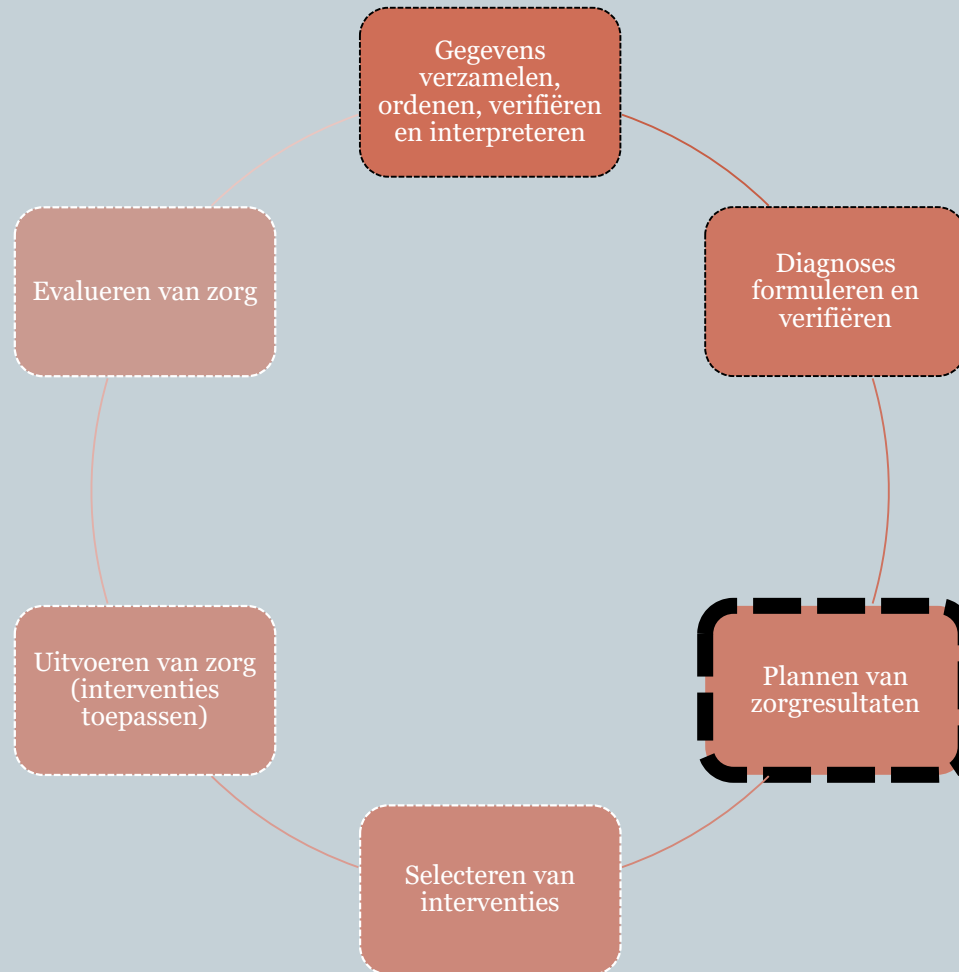 Gegevens
verzamelen,
ordenen, verifiëren
en interpreteren
Diagnoses
formuleren en
verifiëren
Plannen van
zorgresultaten
Selecteren van
interventies
Uitvoeren van zorg
(interventies
toepassen)
Evalueren van zorg